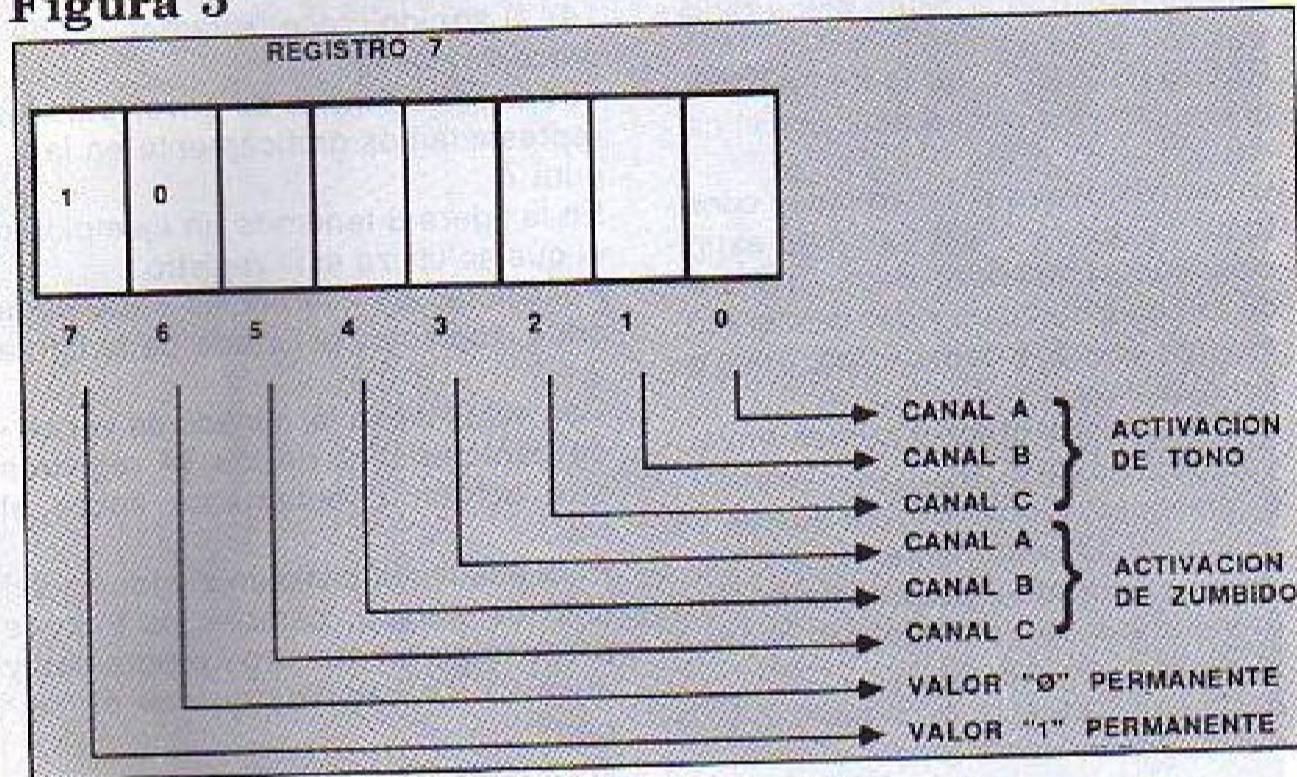 Figura 5
REGISTRO 7
1 0
7 6 5 4 3 2 1 0
CANAL A
CANAL B
CANAL C
ACTIVACION
DE TONO
CANAL A
CANAL B
CANAL C
ACTIVACION
DE ZUMBIDO
VALOR "Ø" PERMANENTE
VALOR "1" PERMANENTE